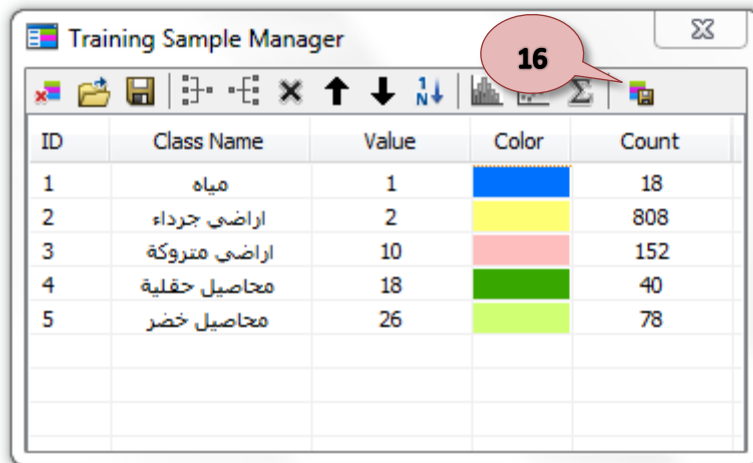 Training Sample Manager
16
ID Class Name Value Color Count
1 مياه 1 18
2 اراضي جرداء 2 808
3 اراضي متروكة 10 152
4 محاصيل حقلية 18 40
5 محاصيل خضر 26 78